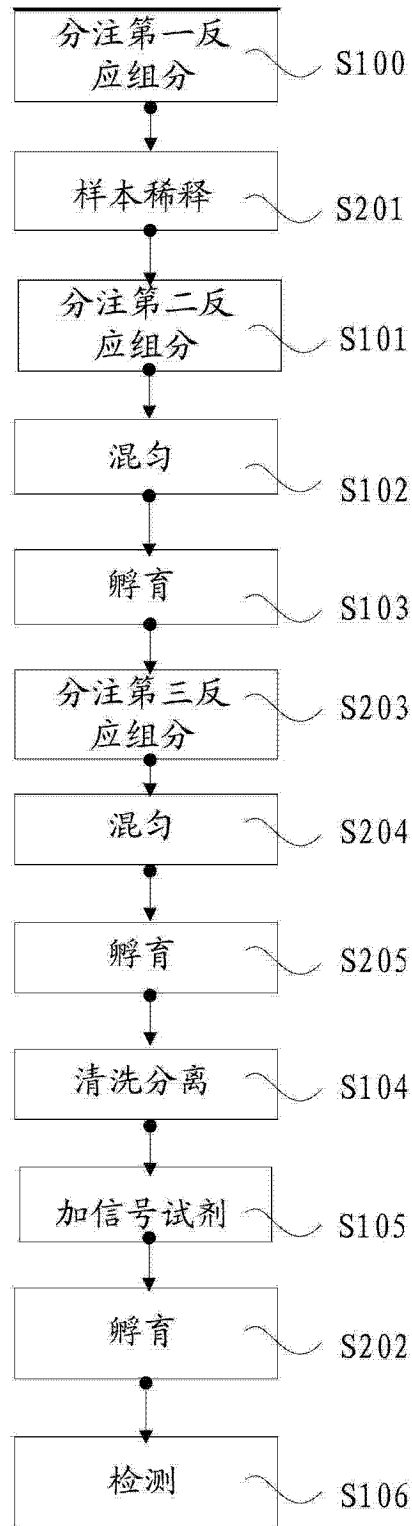 分注第一反
应组分
S100
样本稀释
S201
分注第二反
应组分
S101
混匀
S102
孵育
S103
分注第三反
应组分
S203
混匀
S204
孵育
S205
清洗分离
S104
加信号试剂
S105
孵育
S202
检测
S106